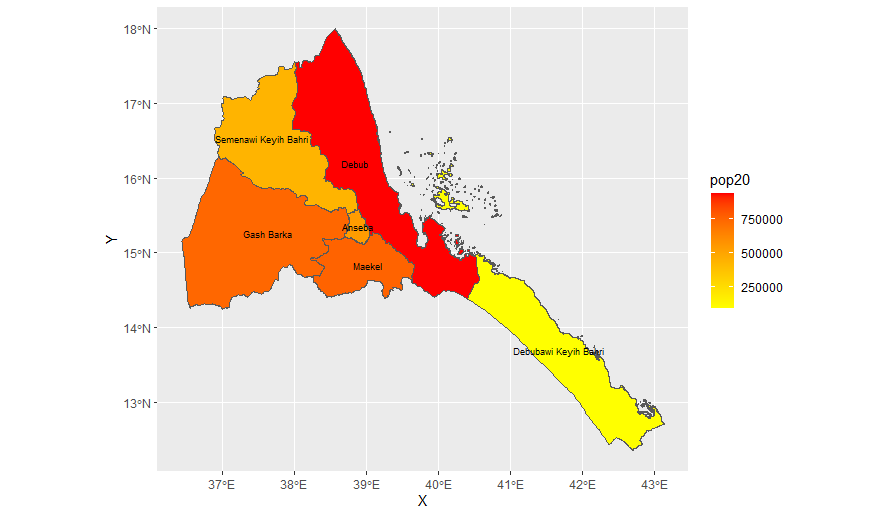 18°N
17°N
16°N
15°N
14°N
13°N
Y
Semenawi Keyih Bahri
Debub
Anseba
Gash Barka
Maekel
Debubawi Keyih Bahri
37°E 38°E 39°E 40°E 41°E 42°E 43°E
X
pop20
750000
500000
250000